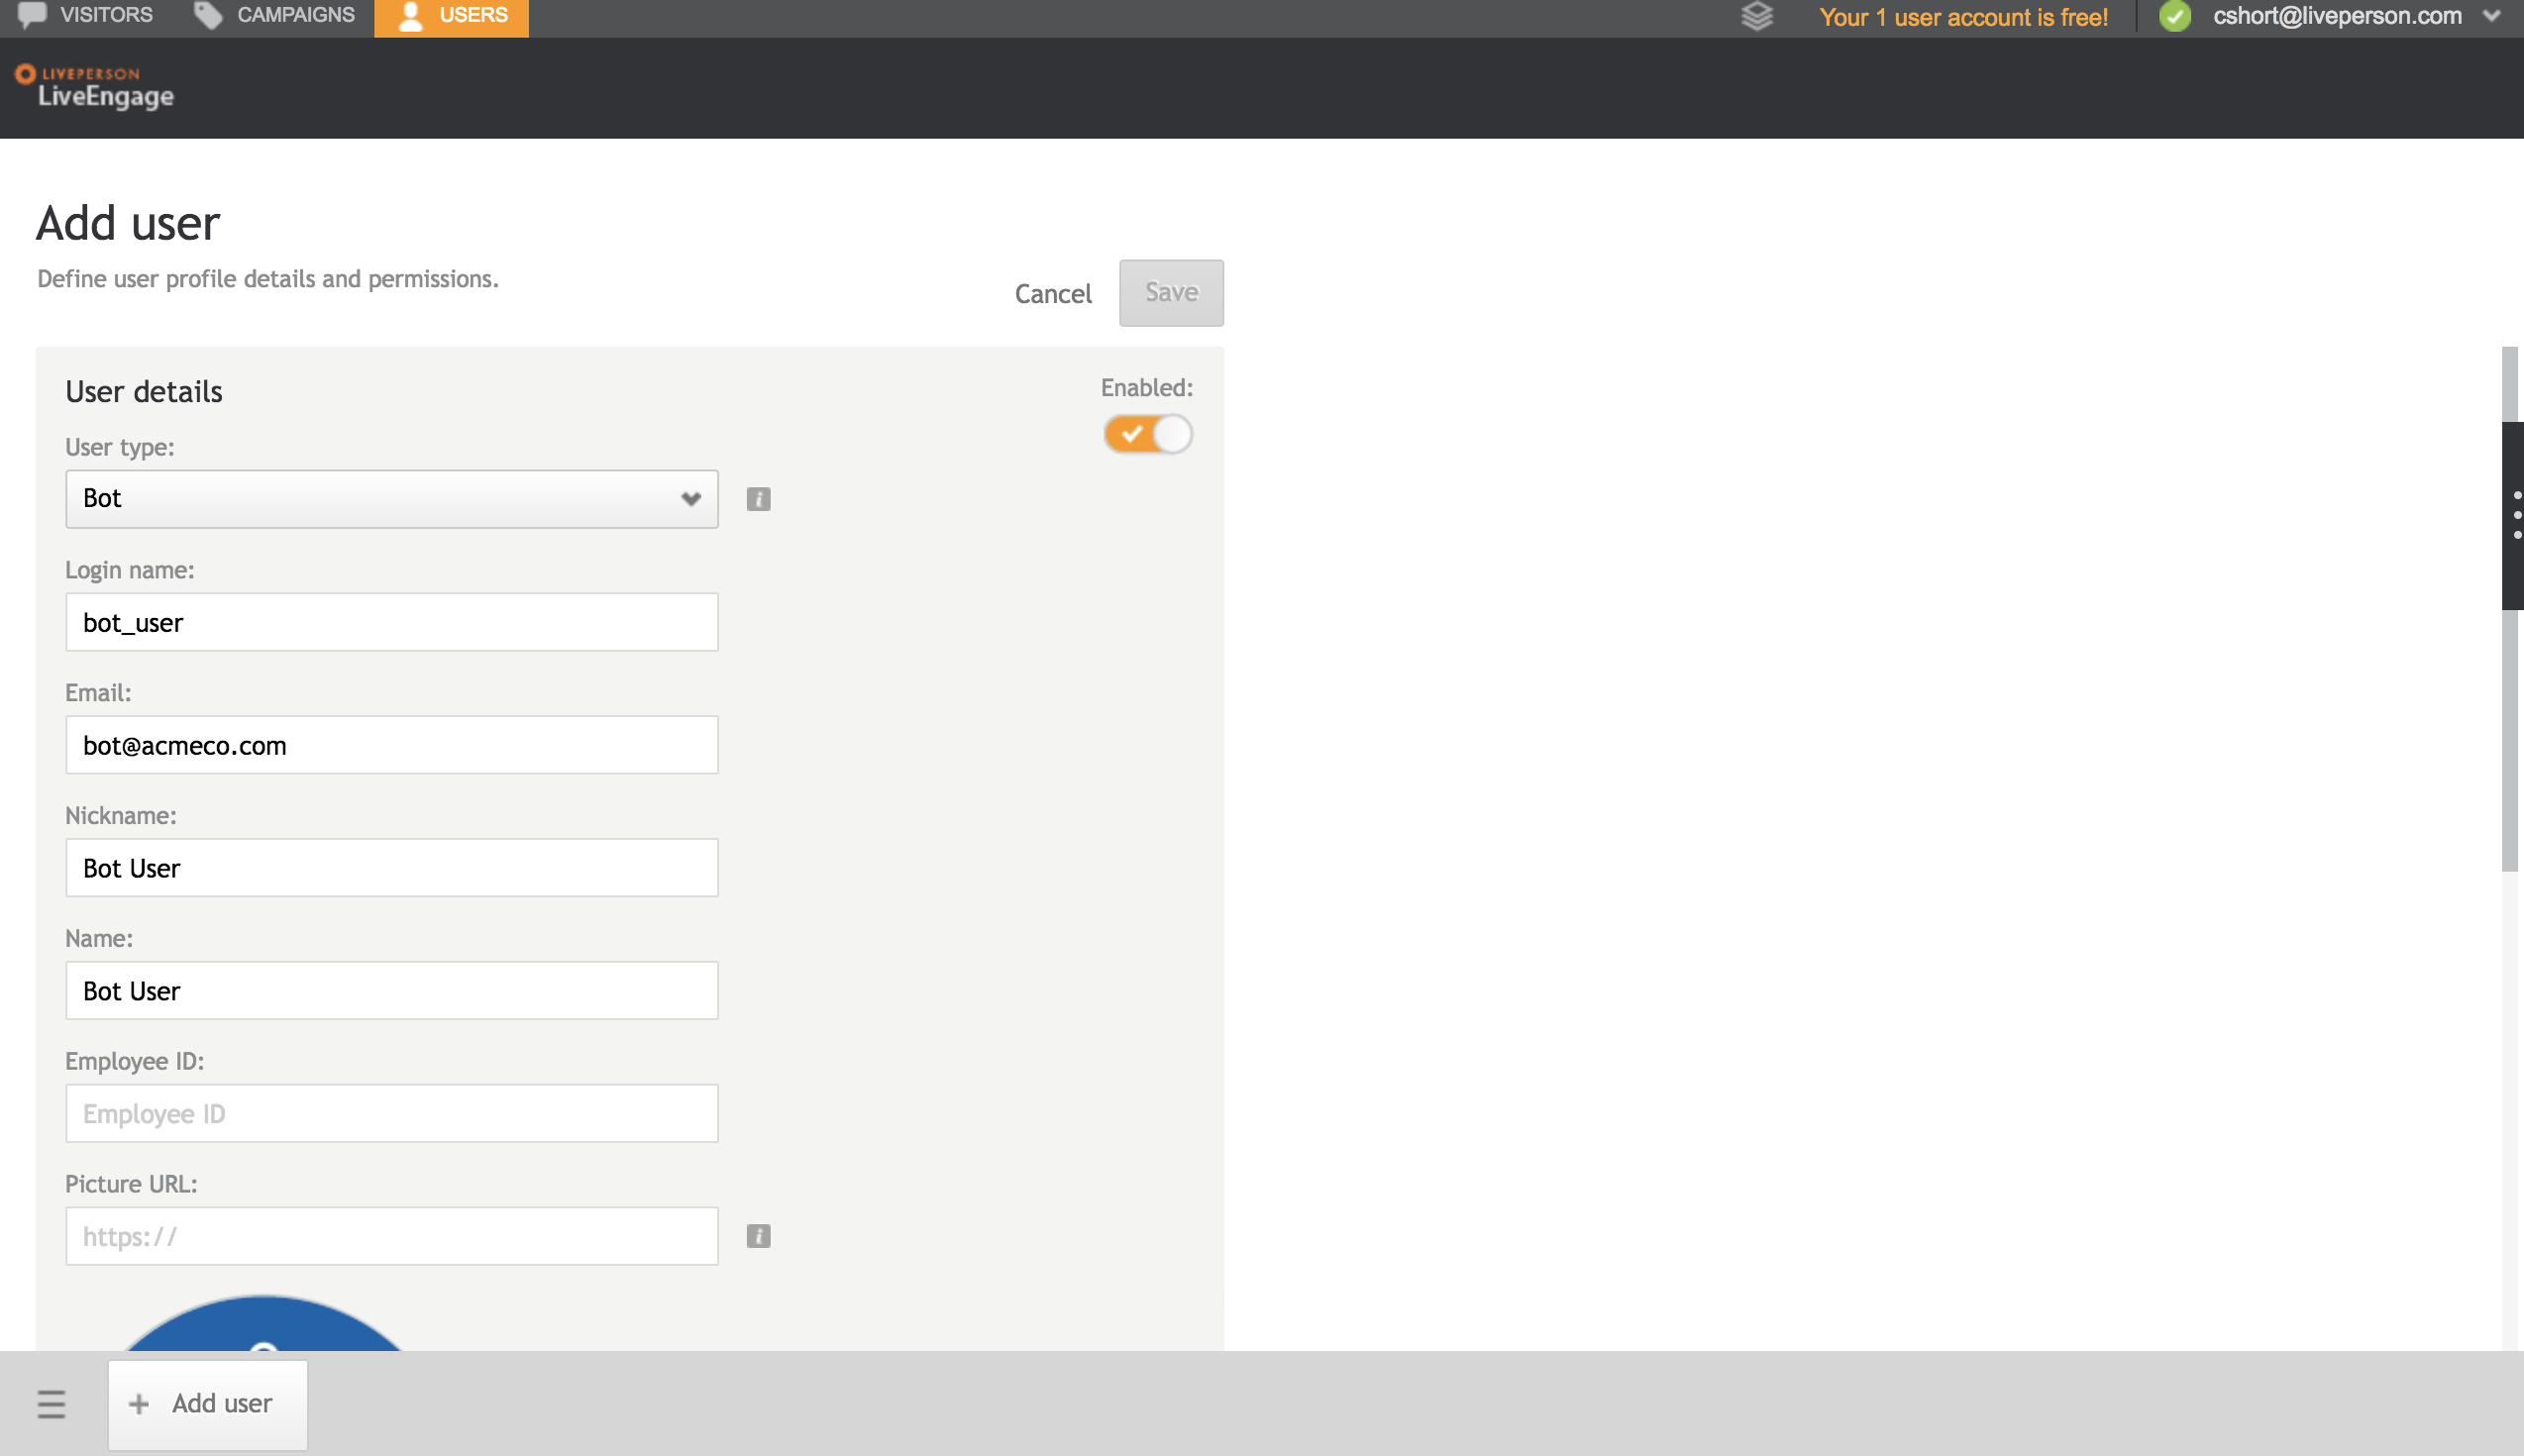 VISITORS
CAMPAIGNS
USERS
Your 1 user account is free!
cshort@liveperson.com
LIVEPERSON
LiveEngage
Add user
Define user profile details and permissions.
Cancel
Save
User details
Enabled:
User type:
Bot
i
Login name:
bot_user
Email:
bot@acmeco.com
Nickname:
Bot User
Name:
Bot User
Employee ID:
Employee ID
Picture URL:
https://
i
+ Add user